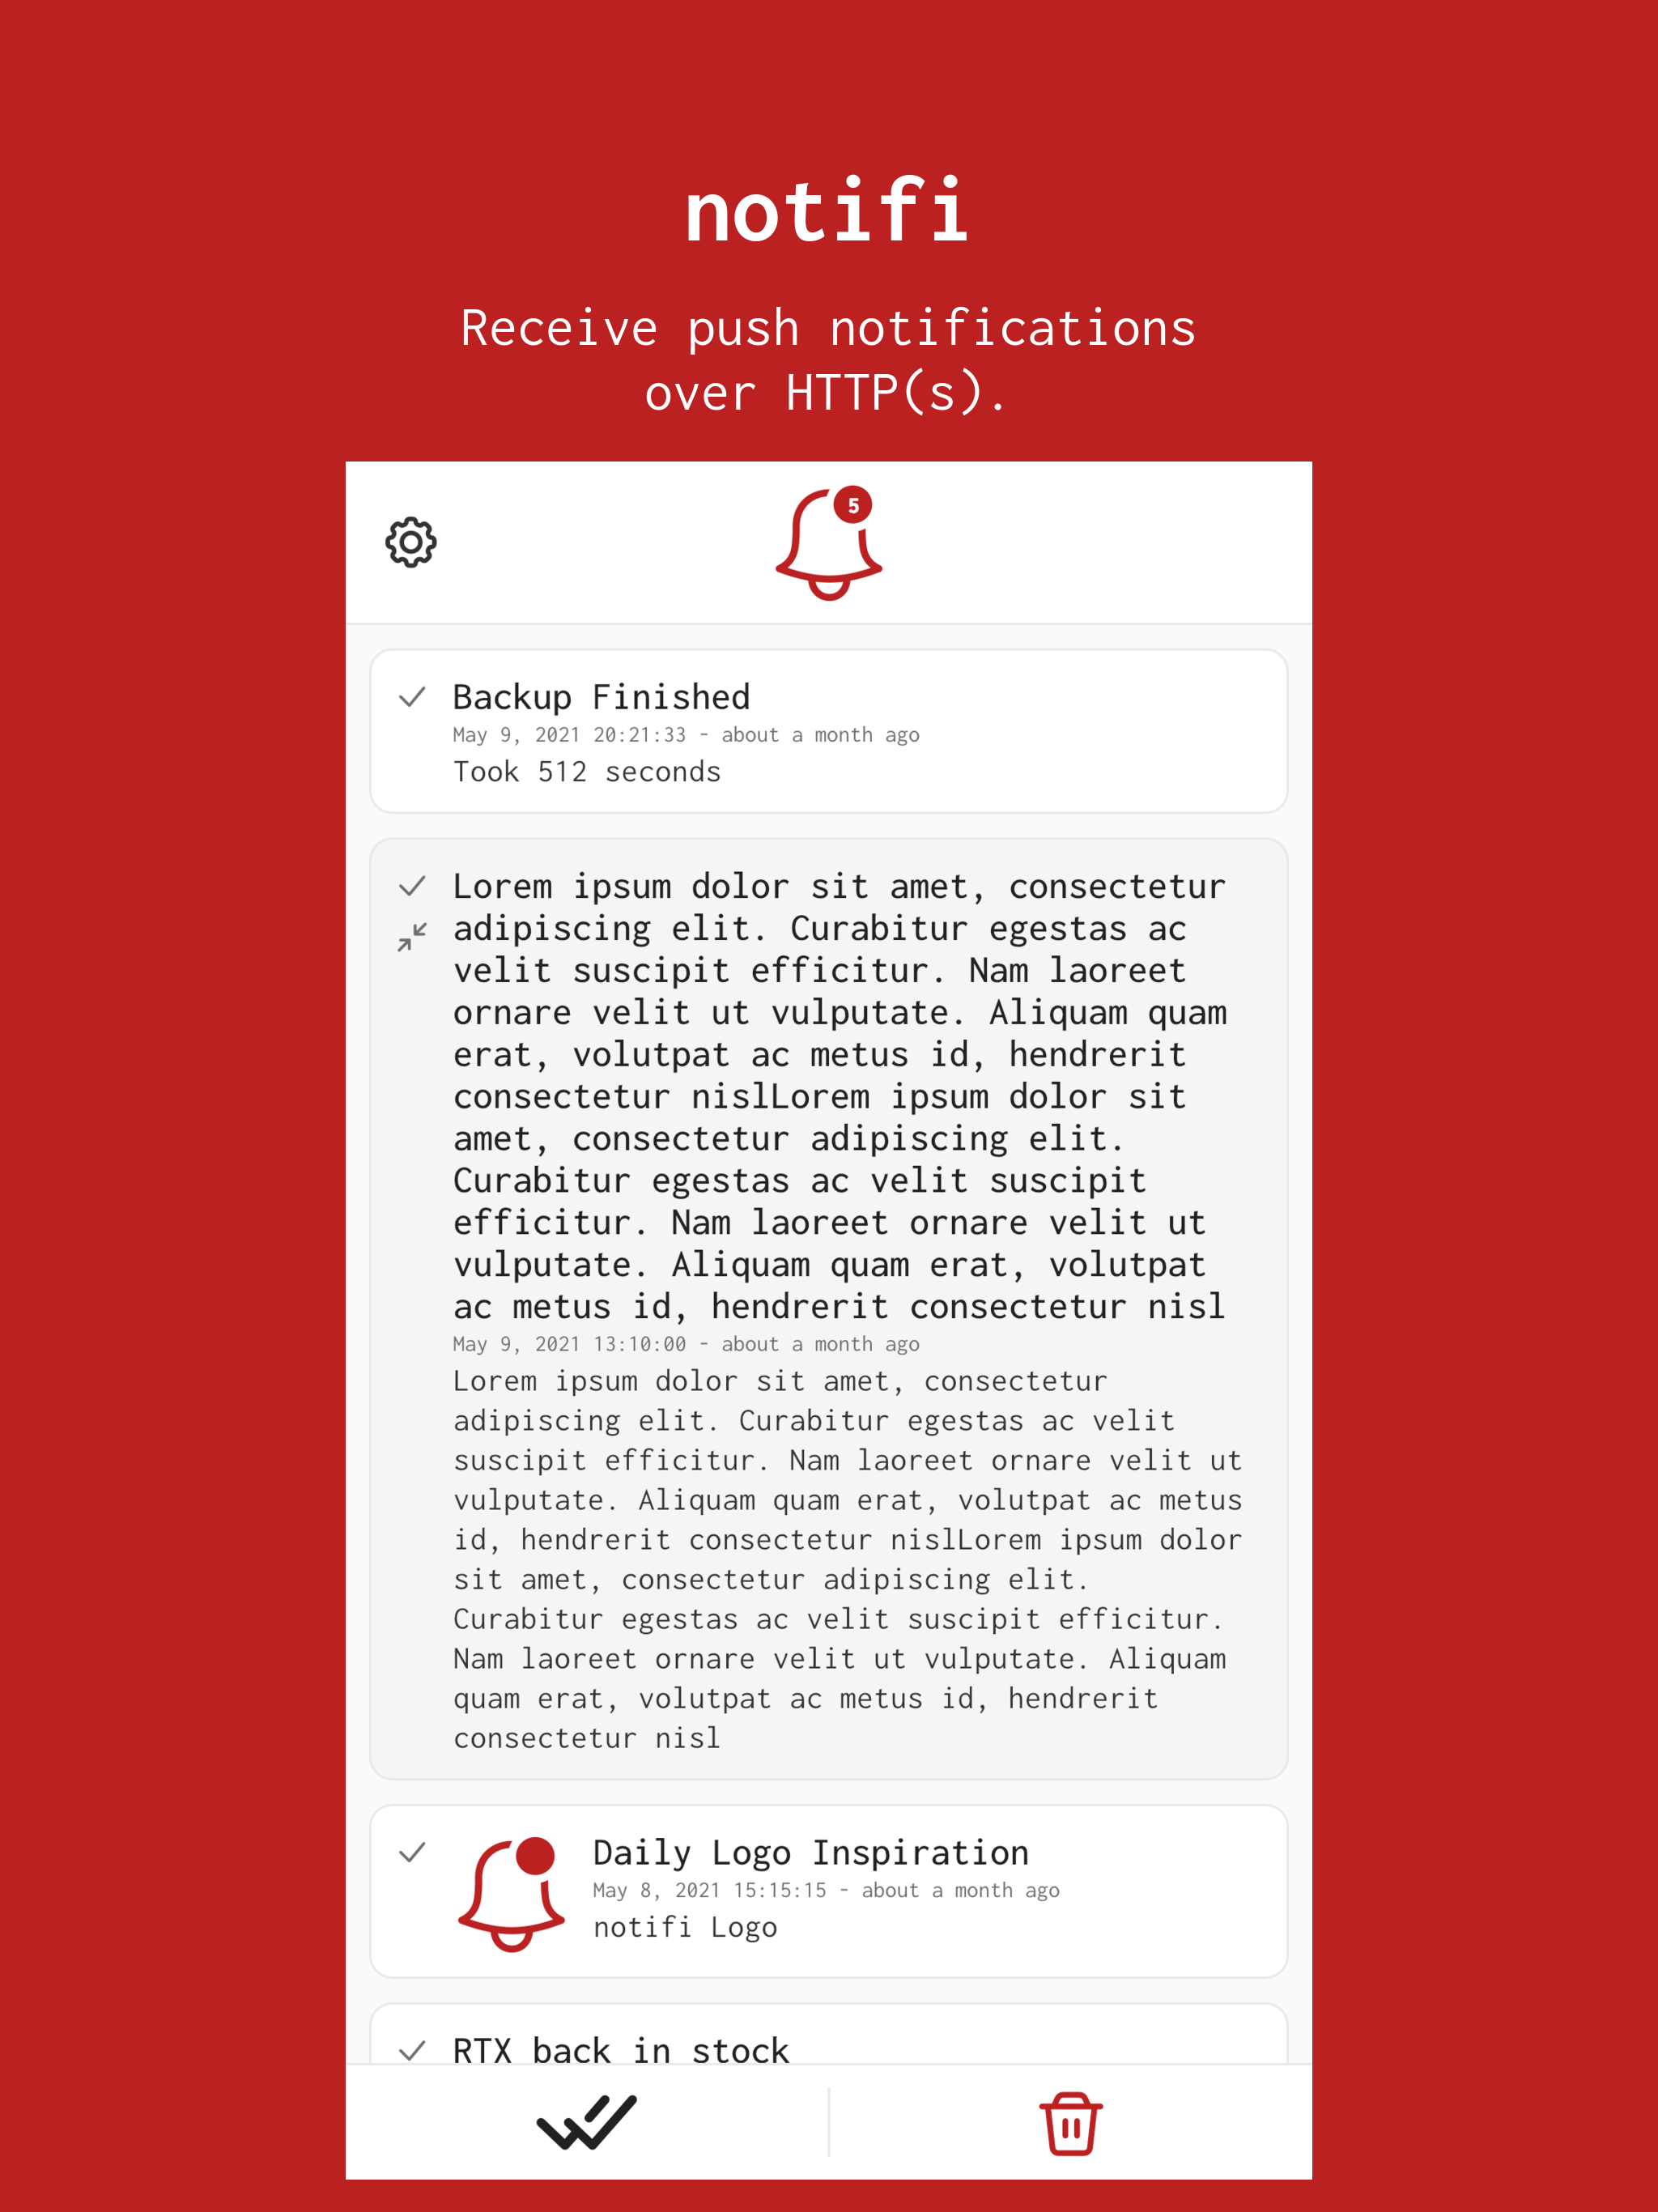 notifi
Receive push notifications
over HTTP(s).
5
Backup Finished
May 9, 2021 20:21:33 - about a month ago
Took 512 seconds
Lorem ipsum dolor sit amet, consectetur
adipiscing elit. Curabitur egestas ac
velit suscipit efficitur. Nam laoreet
ornare velit ut vulputate. Aliquam quam
erat, volutpat ac metus id, hendrerit
consectetur nislLorem ipsum dolor sit
amet, consectetur adipiscing elit.
Curabitur egestas ac velit suscipit
efficitur. Nam laoreet ornare velit ut
vulputate. Aliquam quam erat, volutpat
ac metus id, hendrerit consectetur nisl
May 9, 2021 13:10:00 - about a month ago
Lorem ipsum dolor sit amet, consectetur
adipiscing elit. Curabitur egestas ac velit
suscipit efficitur. Nam laoreet ornare velit ut
vulputate. Aliquam quam erat, volutpat ac metus
id, hendrerit consectetur nislLorem ipsum dolor
sit amet, consectetur adipiscing elit.
Curabitur egestas ac velit suscipit efficitur.
Nam laoreet ornare velit ut vulputate. Aliquam
quam erat, volutpat ac metus id, hendrerit
consectetur nisl
Daily Logo Inspiration
May 8, 2021 15:15:15 - about a month ago
notifi Logo
RTX back in stock